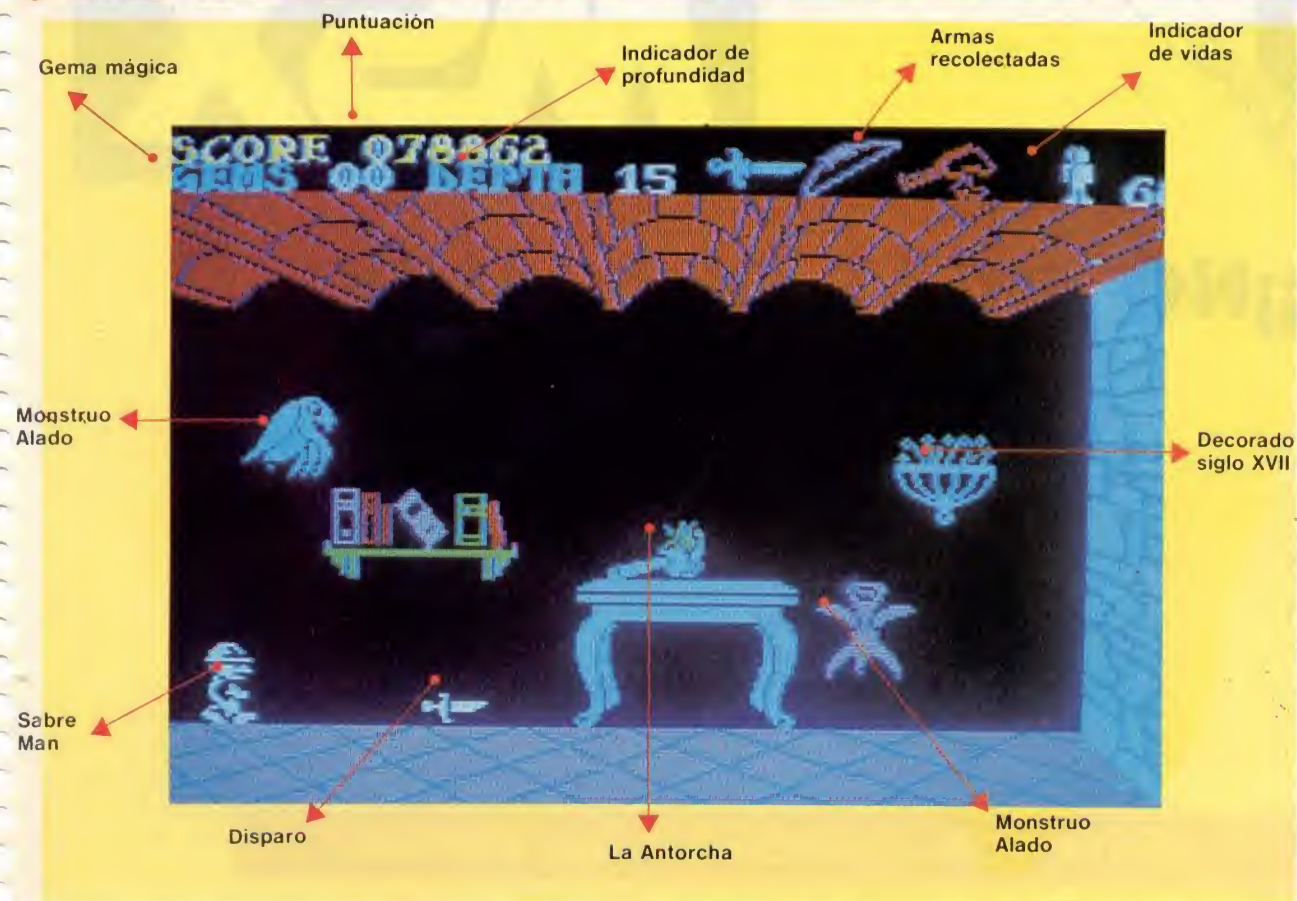 Puntuación
Indicador de
profundidad
Armas
recolectadas
Indicador
de vidas
Gema mágica
SCORE 078862
GEMS 00 DEPTH 15
Monstruo
Alado
Decorado
siglo XVII
Sabre
Man
Disparo
La Antorcha
Monstruo
Alado